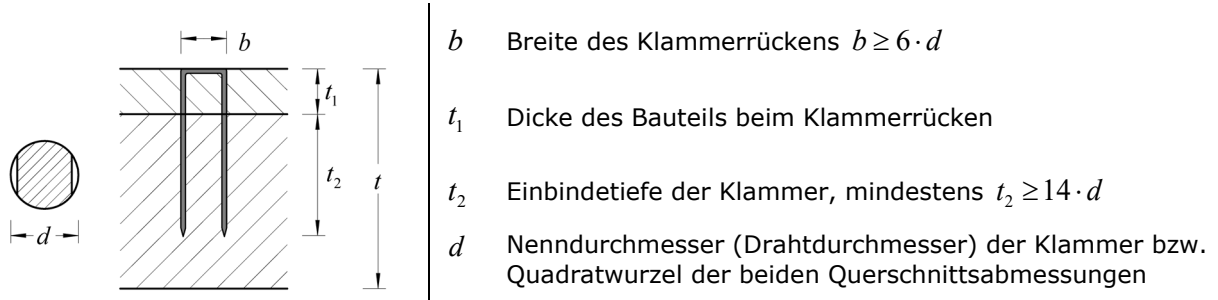 b
t₁
t₂
t
d
b Breite des Klammerrückens b ≥ 6 · d
t₁ Dicke des Bauteils beim Klammerrücken
t₂ Einbindetiefe der Klammer, mindestens t₂ ≥ 14 · d
d Nenndurchmesser (Drahtdurchmesser) der Klammer bzw.
Quadratwurzel der beiden Querschnittsabmessungen